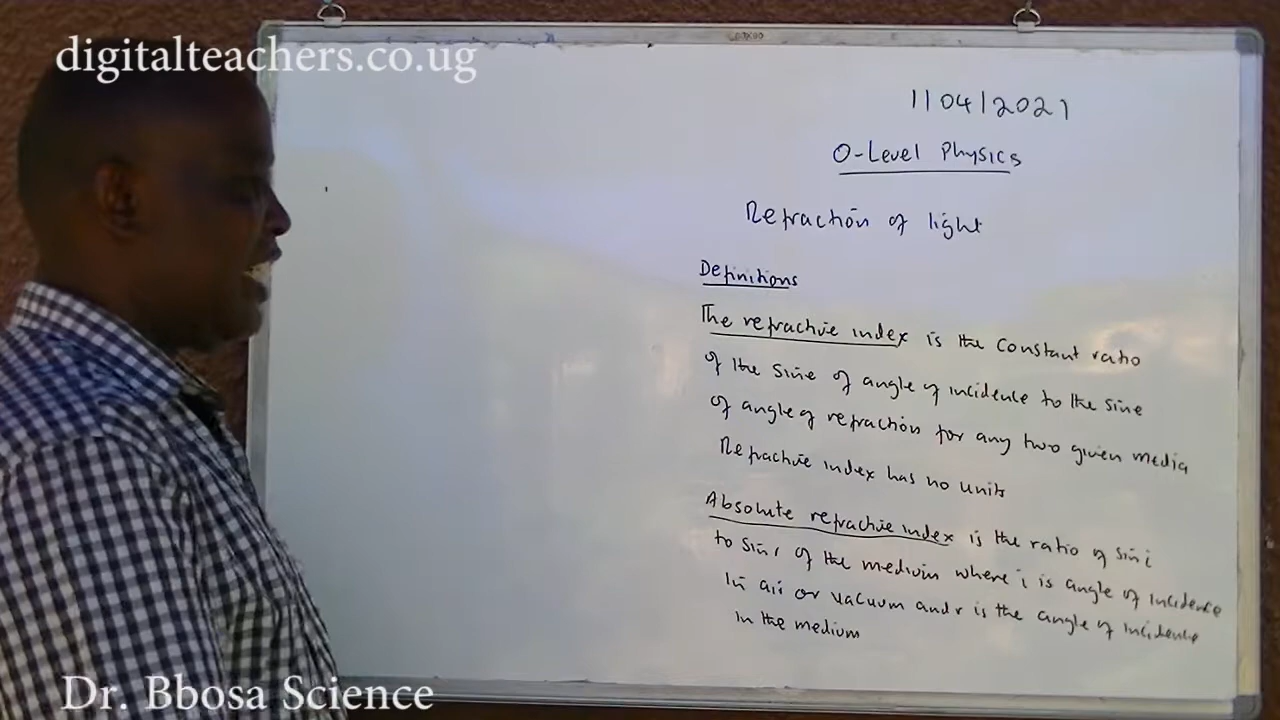 digitalteachers.co.ug
1/04/2021
O-Level Physics
Refraction of light
Definitions
The refractive index is the constant ratio
of the sine of angle of incidence to the sine
of angle of refraction for any two given media
Refractive index has no units
Absolute refractive index is the ratio of sin i
to sin r of the medium where i is angle of incidence
in air or vacuum and r is the angle of incidence
in the medium
Dr. Bbosa Science